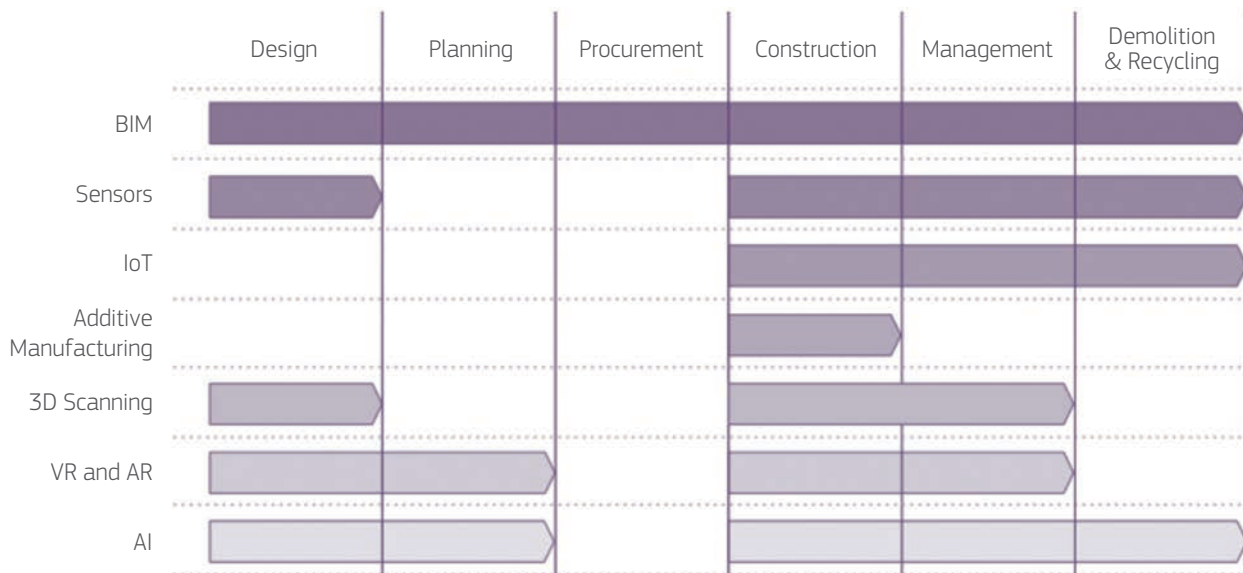 Design
Planning
Procurement
Construction
Management
Demolition
& Recycling
BIM
Sensors
IoT
Additive
Manufacturing
3D Scanning
VR and AR
AI